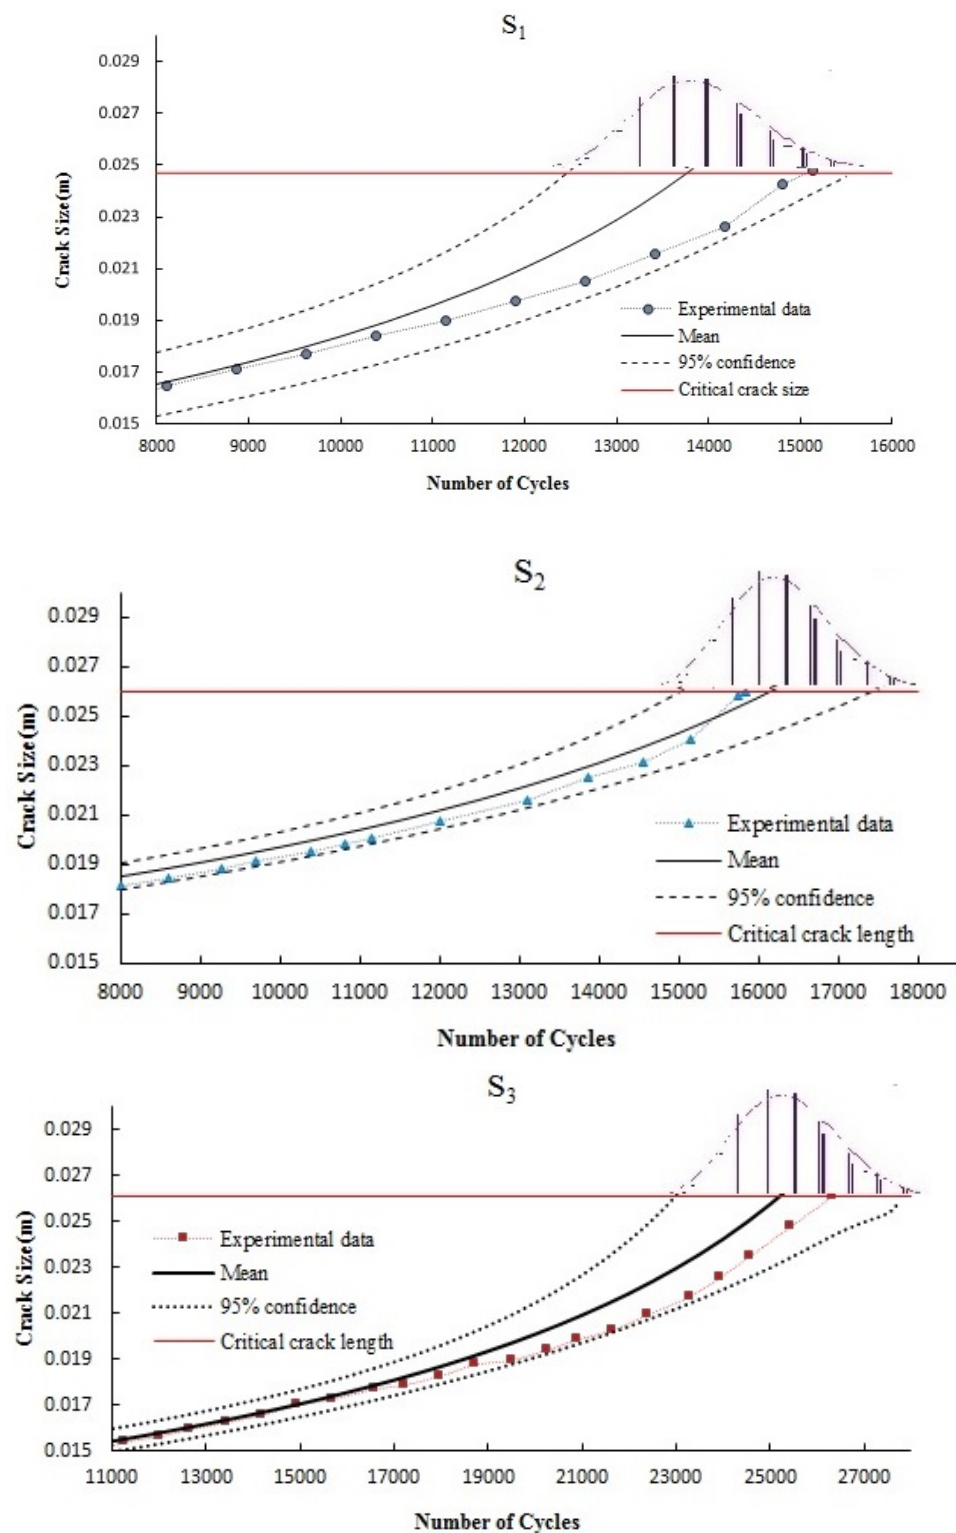 S1
0.029
0.027
0.025
0.023
0.021
0.019
0.017
0.015
Crack Size(m)
Experimental data
Mean
95% confidence
Critical crack size
8000 9000 10000 11000 12000 13000 14000 15000 16000
Number of Cycles
S2
0.029
0.027
0.025
0.023
0.021
0.019
0.017
0.015
Crack Size(m)
Experimental data
Mean
95% confidence
Critical crack length
8000 9000 10000 11000 12000 13000 14000 15000 16000 17000 18000
Number of Cycles
S3
0.029
0.027
0.025
0.023
0.021
0.019
0.017
0.015
Crack Size(m)
Experimental data
Mean
95% confidence
Critical crack length
11000 13000 15000 17000 19000 21000 23000 25000 27000
Number of Cycles